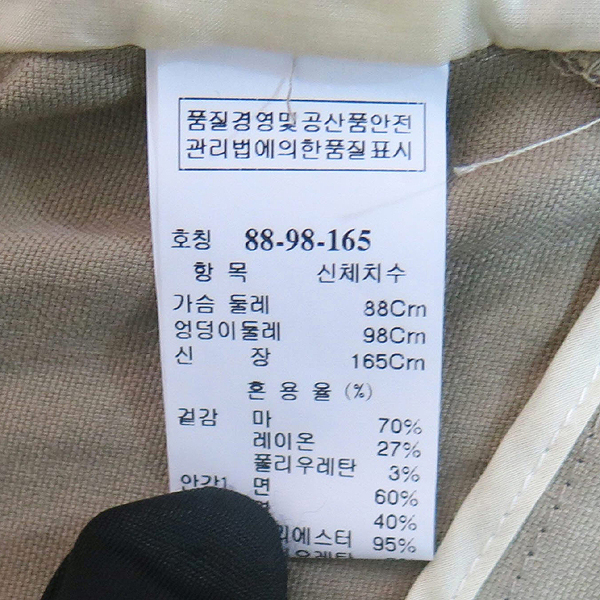 품질경영및공산품안전
관리법에의한품질표시
호칭 88-98-165
항 목 신체치수
가슴 둘레 88Cm
엉덩이둘레 98Cm
신 장 165Cm
혼 용 율 (%)
겉감 마 70%
레이온 27%
폴리우레탄 3%
안감1 면 60%
40%
95%